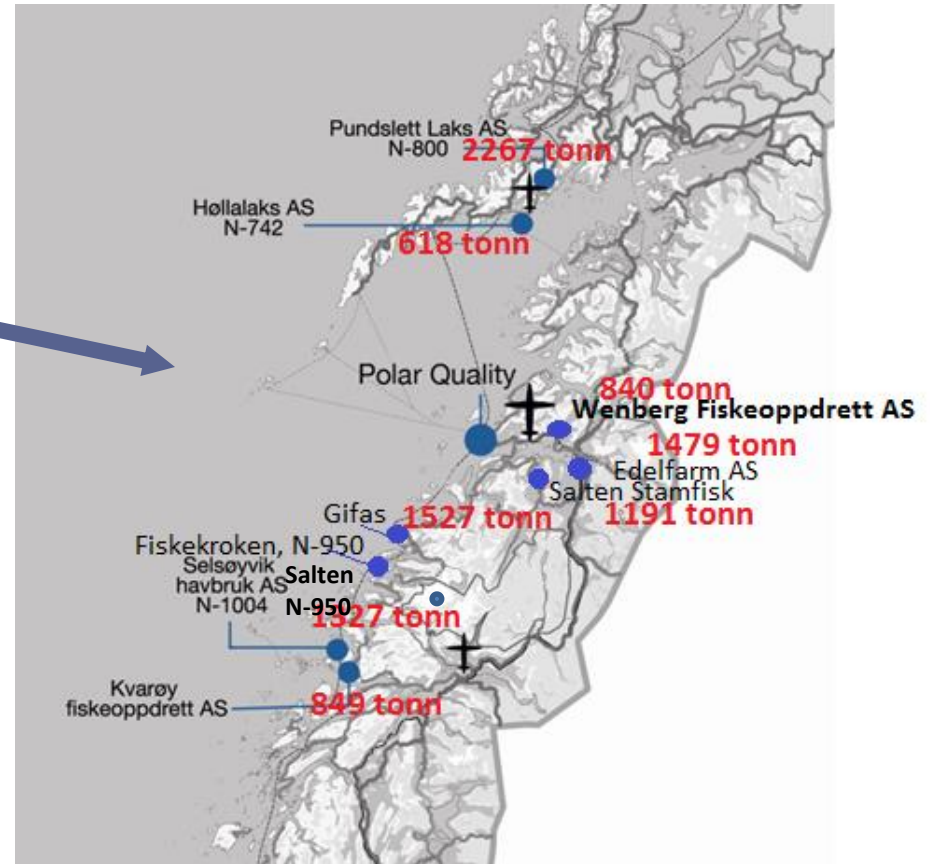 Pundslett Laks AS
N-800
2267 tonn
Høllalaks AS
N-742
618 tonn
Polar Quality
840 tonn
Wenberg Fiskeoppdrett AS
1479 tonn
Edelfarm AS
Salten Stamfisk
1191 tonn
Gifas
1527 tonn
Fiskekroken, N-950
Selsøyvik
havbruk AS
N-1004
Salten
N-950
1327 tonn
Kvarøy
fiskeoppdrett AS
849 tonn